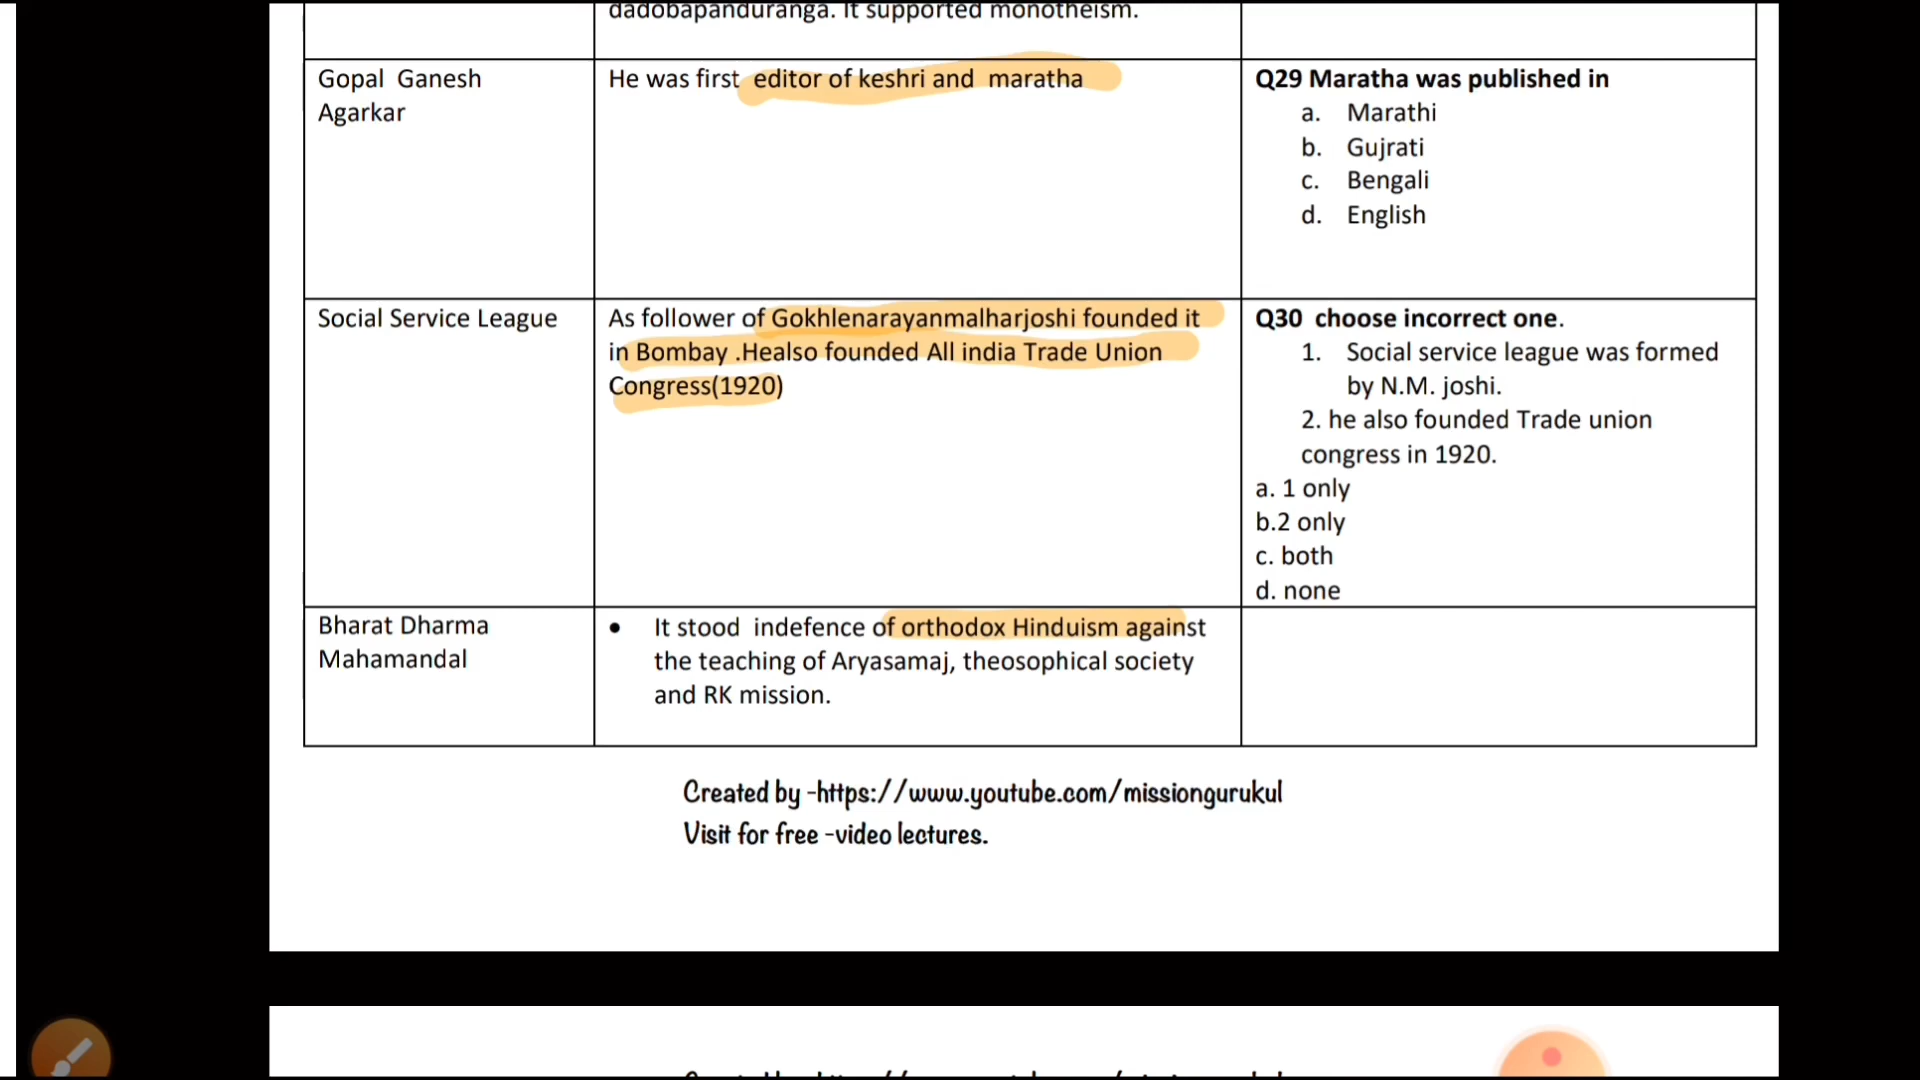 dadobapanduranga. It supported monotheism.
Gopal Ganesh
Agarkar
He was first editor of keshri and maratha
Q29 Maratha was published in
a. Marathi
b. Gujrati
c. Bengali
d. English
Social Service League
As follower of Gokhlenarayanmalharjoshi founded it
in Bombay .Healso founded All india Trade Union
Congress(1920)
Q30 choose incorrect one.
1. Social service league was formed
by N.M. joshi.
2. he also founded Trade union
congress in 1920.
a. 1 only
b.2 only
c. both
d. none
Bharat Dharma
Mahamandal
• It stood indefence of orthodox Hinduism against
the teaching of Aryasamaj, theosophical society
and RK mission.
Created by -https://www.youtube.com/missiongurukul
Visit for free -video lectures.